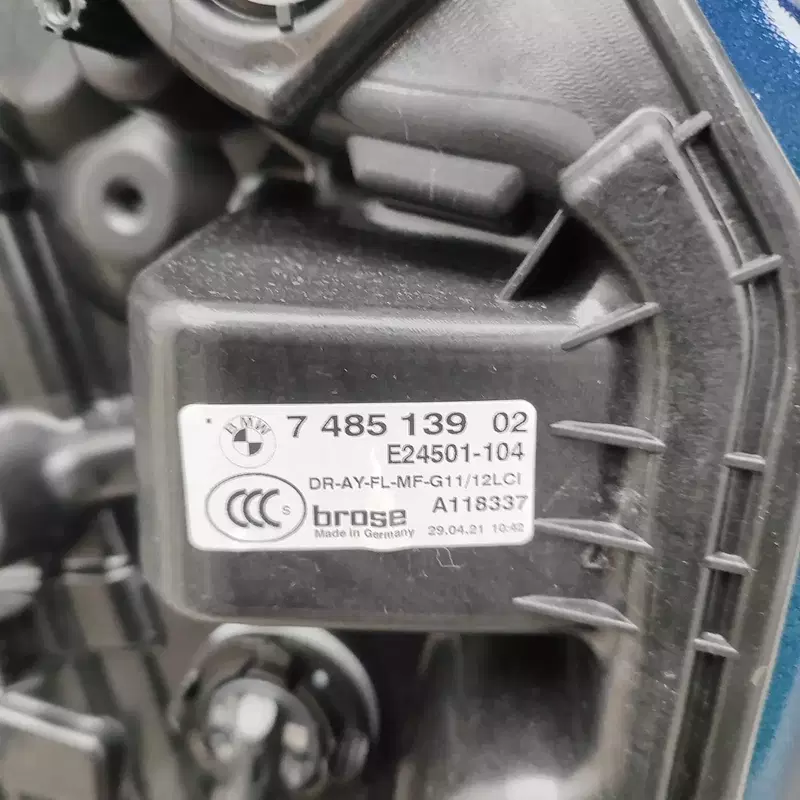 BMW
7 485 139 02
E24501-104
DR-AY-FL-MF-G11/12LCI
CCC S
A118337
brose
Made in Germany
29.04.21 10:42